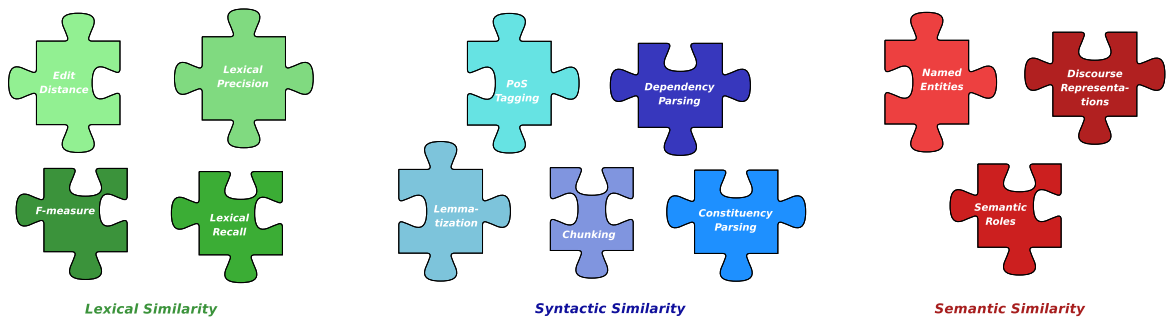 Edit
Distance
Lexical
Precision
F-measure
Lexical
Recall
Lexical Similarity
PoS
Tagging
Dependency
Parsing
Lemma-
tization
Chunking
Constituency
Parsing
Syntactic Similarity
Named
Entities
Discourse
Representa-
tions
Semantic
Roles
Semantic Similarity